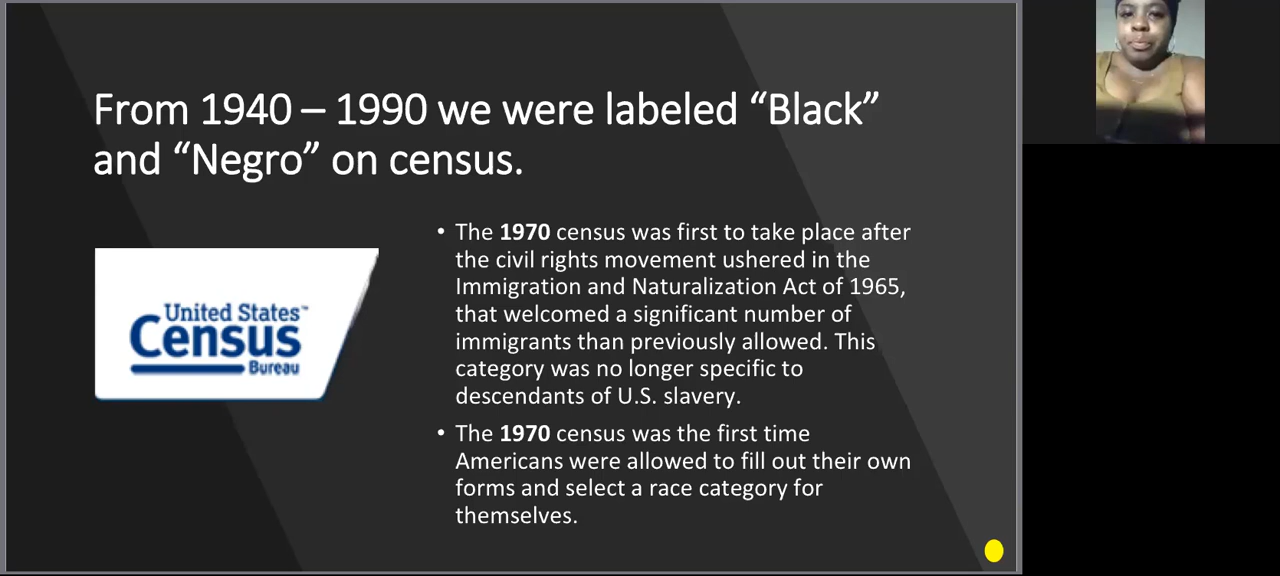 From 1940 – 1990 we were labeled “Black”
and “Negro” on census.
United States™
Census
Bureau
• The 1970 census was first to take place after
the civil rights movement ushered in the
Immigration and Naturalization Act of 1965,
that welcomed a significant number of
immigrants than previously allowed. This
category was no longer specific to
descendants of U.S. slavery.
• The 1970 census was the first time
Americans were allowed to fill out their own
forms and select a race category for
themselves.